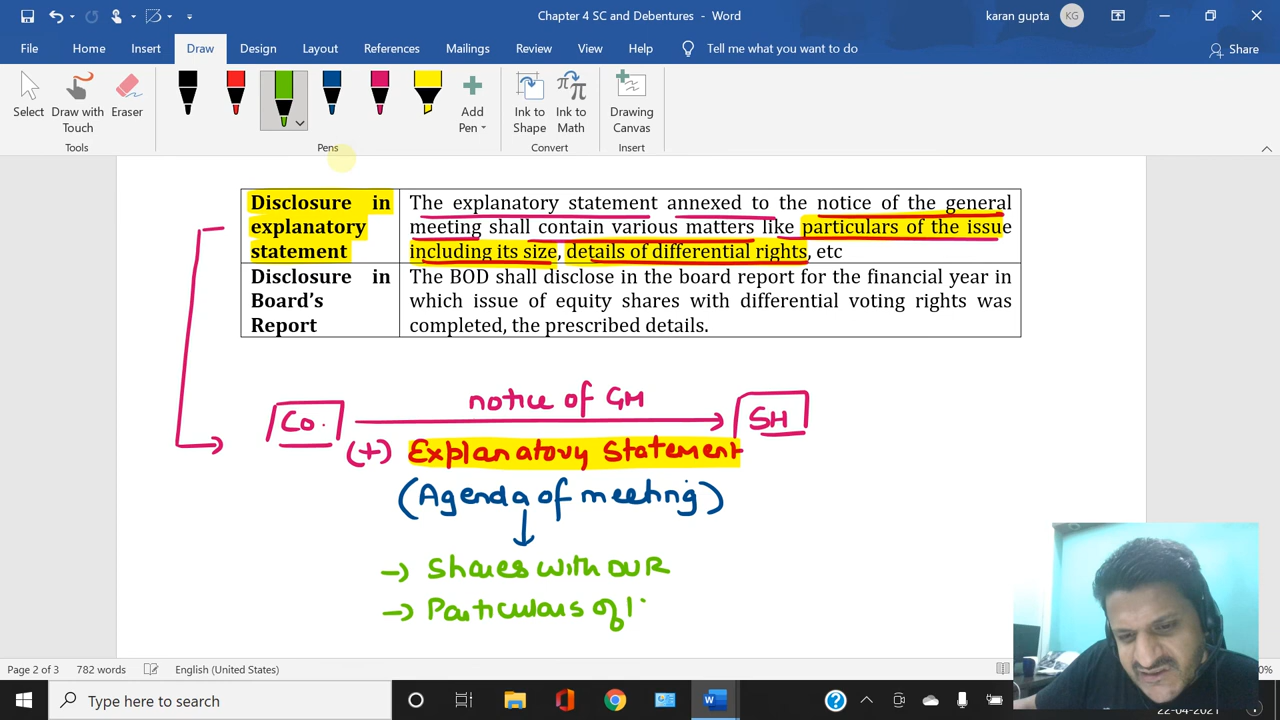 Chapter 4 SC and Debentures - Word
karan gupta KG
File Home Insert Draw Design Layout References Mailings Review View Help Tell me what you want to do Share
Select Draw with Touch Eraser Add Pen Ink to Shape Ink to Math Drawing Canvas
Tools Pens Convert Insert
Disclosure in explanatory statement
The explanatory statement annexed to the notice of the general
meeting shall contain various matters like particulars of the issue
including its size, details of differential rights, etc
Disclosure in Board's Report
The BOD shall disclose in the board report for the financial year in
which issue of equity shares with differential voting rights was
completed, the prescribed details.
notice of GM
Co. SH
(+) Explanatory Statement
(Agenda of meeting)
→ Shares with DVR
→ Particulars of
Page 2 of 3 782 words English (United States) 0%
Type here to search
22-04-2021